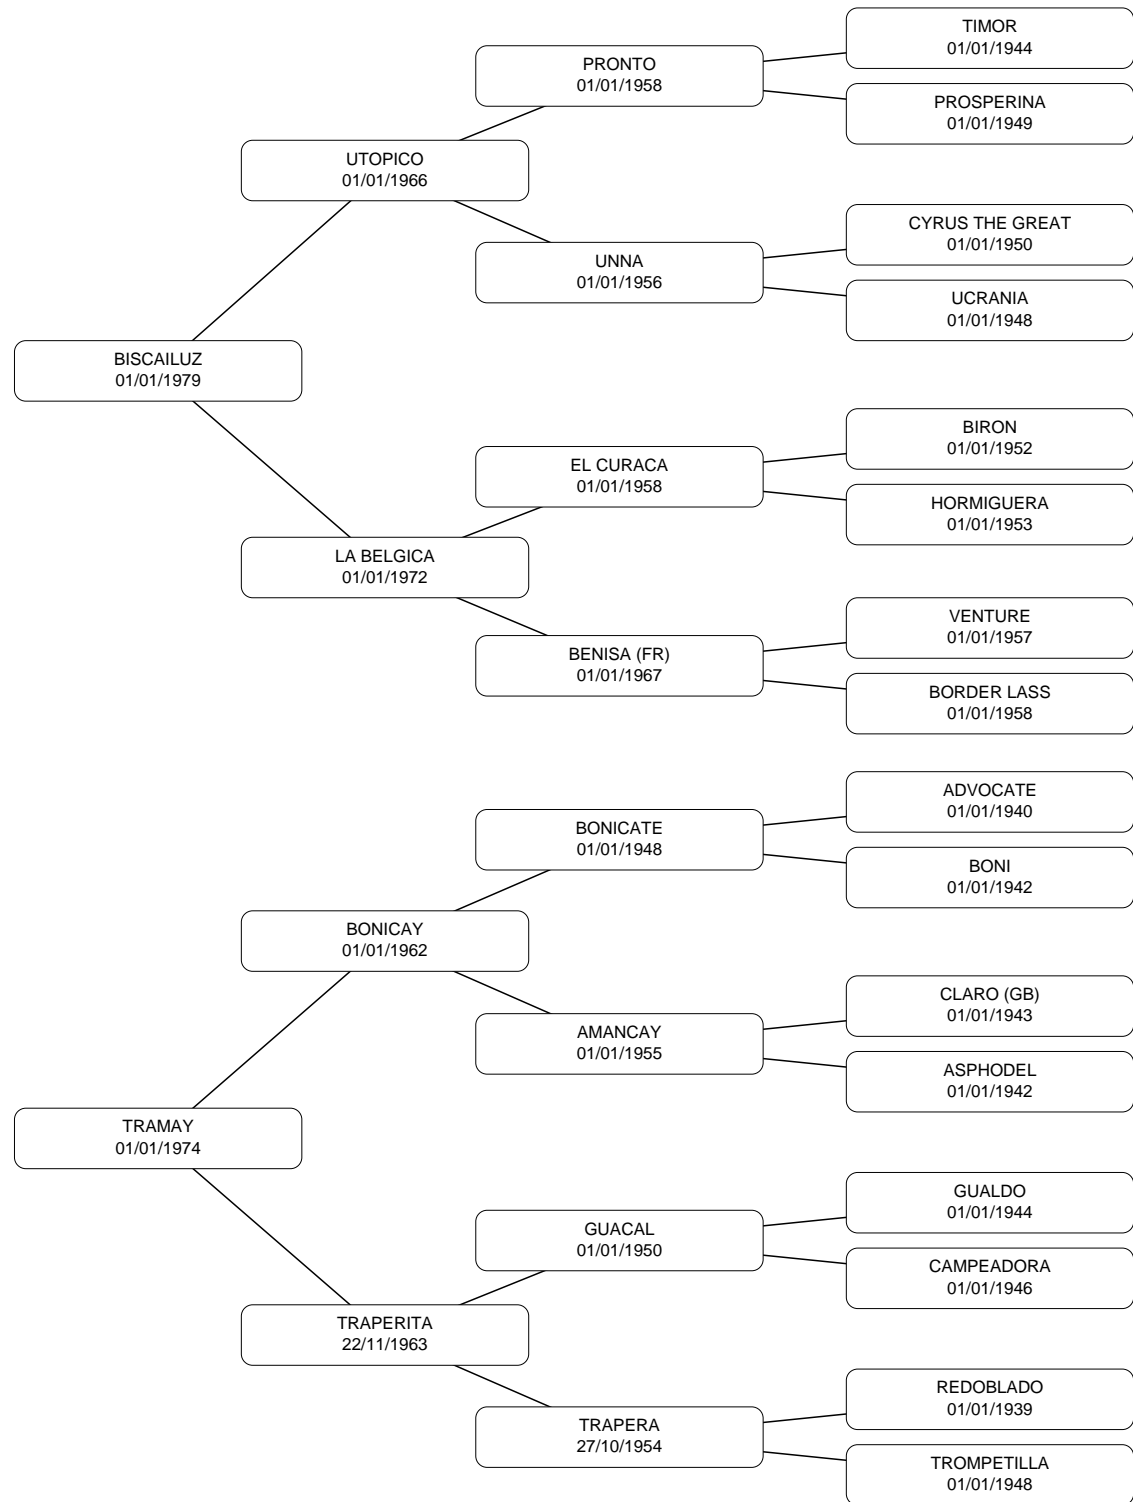 TIMOR
01/01/1944
PRONTO
01/01/1958
PROSPERINA
01/01/1949
UTOPICO
01/01/1966
CYRUS THE GREAT
01/01/1950
UNNA
01/01/1956
UCRANIA
01/01/1948
BISCAILUZ
01/01/1979
BIRON
01/01/1952
EL CURACA
01/01/1958
HORMIGUERA
01/01/1953
LA BELGICA
01/01/1972
VENTURE
01/01/1957
BENISA (FR)
01/01/1967
BORDER LASS
01/01/1958
ADVOCATE
01/01/1940
BONICATE
01/01/1948
BONI
01/01/1942
BONICAY
01/01/1962
CLARO (GB)
01/01/1943
AMANCAY
01/01/1955
ASPHODEL
01/01/1942
TRAMAY
01/01/1974
GUALDO
01/01/1944
GUACAL
01/01/1950
CAMPEADORA
01/01/1946
TRAPERITA
22/11/1963
REDOBLADO
01/01/1939
TRAPERA
27/10/1954
TROMPETILLA
01/01/1948